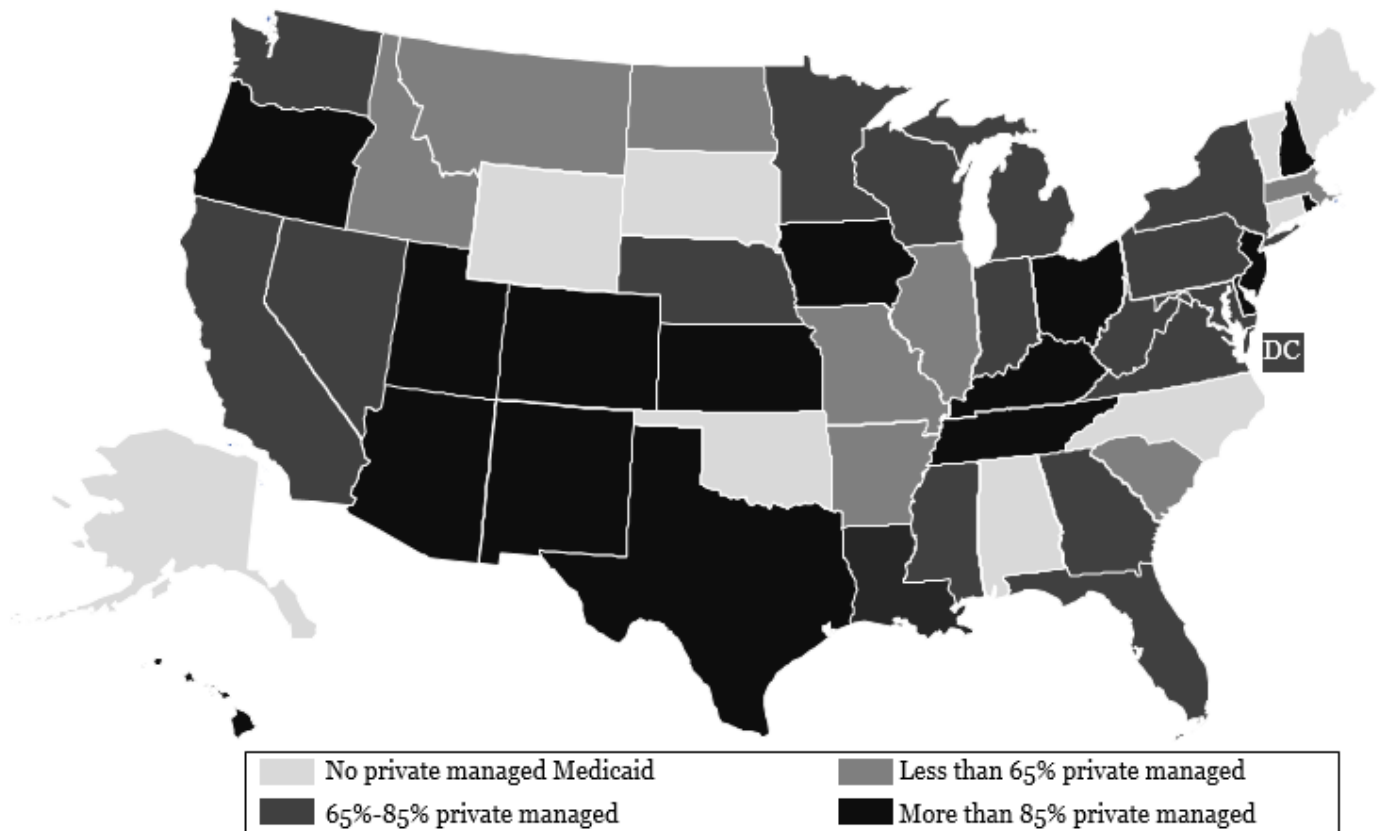 DC
No private managed Medicaid
Less than 65% private managed
65%-85% private managed
More than 85% private managed